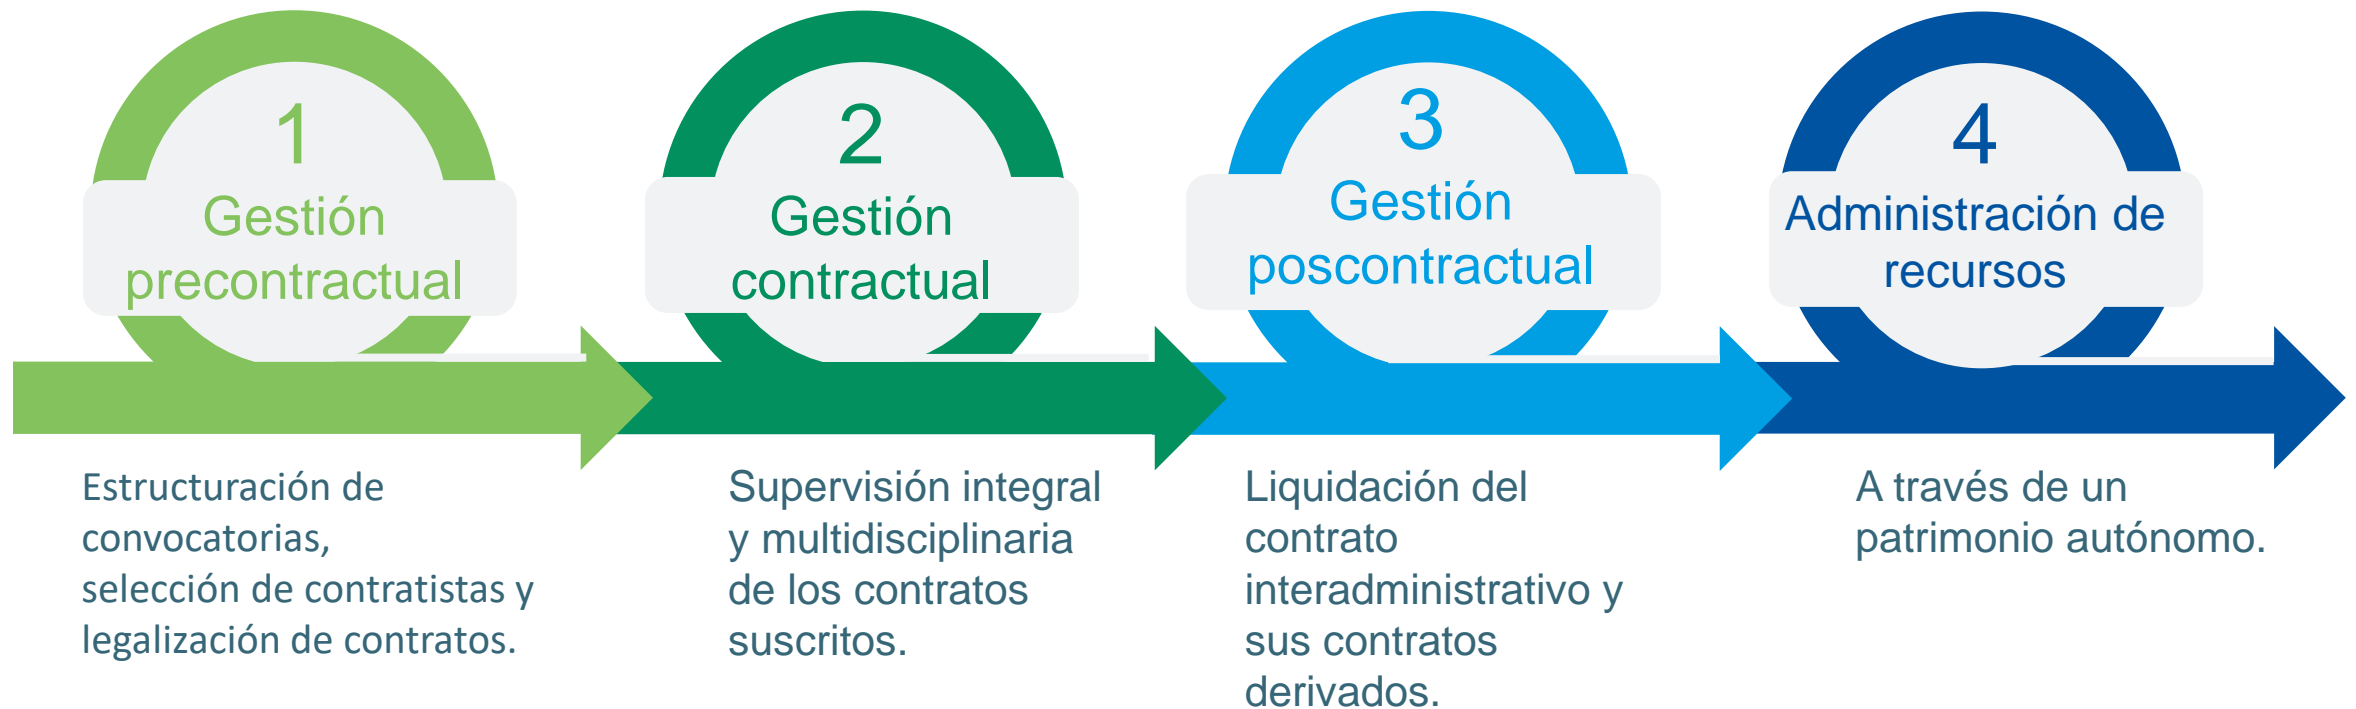 1
Gestión
precontractual
Estructuración de
convocatorias,
selección de contratistas y
legalización de contratos.
2
Gestión
contractual
Supervisión integral
y multidisciplinaria
de los contratos
suscritos.
3
Gestión
poscontractual
Liquidación del
contrato
interadministrativo y
sus contratos
derivados.
4
Administración de
recursos
A través de un
patrimonio autónomo.